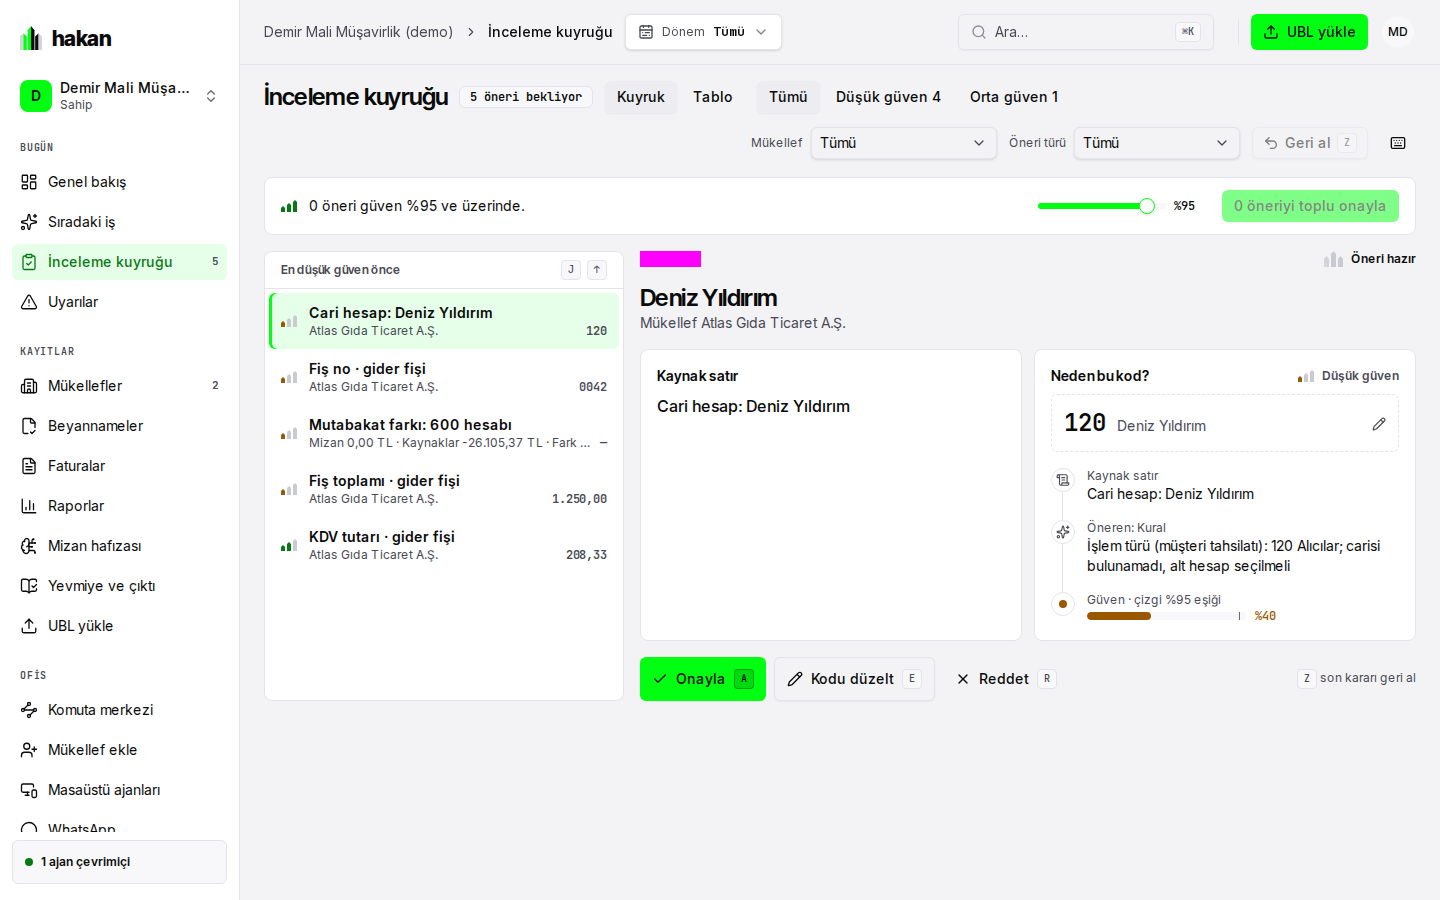 hakan
Demir Mali Müşa...
Sahip
BUGÜN
Genel bakış
Sıradaki iş
İnceleme kuyruğu 5
Uyarılar
KAYITLAR
Mükellefler 2
Beyannameler
Faturalar
Raporlar
Mizan hafızası
Yevmiye ve çıktı
UBL yükle
OFİS
Komuta merkezi
Mükellef ekle
Masaüstü ajanları
WhatsApp
1 ajan çevrimiçi
Demir Mali Müşavirlik (demo) > İnceleme kuyruğu
Dönem Tümü
Ara... ⌘K
UBL yükle
MD
İnceleme kuyruğu
5 öneri bekliyor
Kuyruk Tablo
Tümü Düşük güven 4 Orta güven 1
Mükellef Tümü
Öneri türü Tümü
Geri al Z
0 öneri güven %95 ve üzerinde.
%95
0 öneriyi toplu onayla
En düşük güven önce J ↑
Cari hesap: Deniz Yıldırım
Atlas Gıda Ticaret A.Ş. 120
Fiş no · gider fişi
Atlas Gıda Ticaret A.Ş. 0042
Mutabakat farkı: 600 hesabı
Mizan 0,00 TL · Kaynaklar -26.105,37 TL · Fark ... —
Fiş toplamı · gider fişi
Atlas Gıda Ticaret A.Ş. 1.250,00
KDV tutarı · gider fişi
Atlas Gıda Ticaret A.Ş. 208,33
Öneri hazır
Deniz Yıldırım
Mükellef Atlas Gıda Ticaret A.Ş.
Kaynak satır
Cari hesap: Deniz Yıldırım
Neden bu kod?
Düşük güven
120 Deniz Yıldırım
Kaynak satır
Cari hesap: Deniz Yıldırım
Öneren: Kural
İşlem türü (müşteri tahsilatı): 120 Alıcılar; carisi
bulunamadı, alt hesap seçilmeli
Güven · çizgi %95 eşiği
%40
Onayla A
Kodu düzelt E
Reddet R
Z son kararı geri al